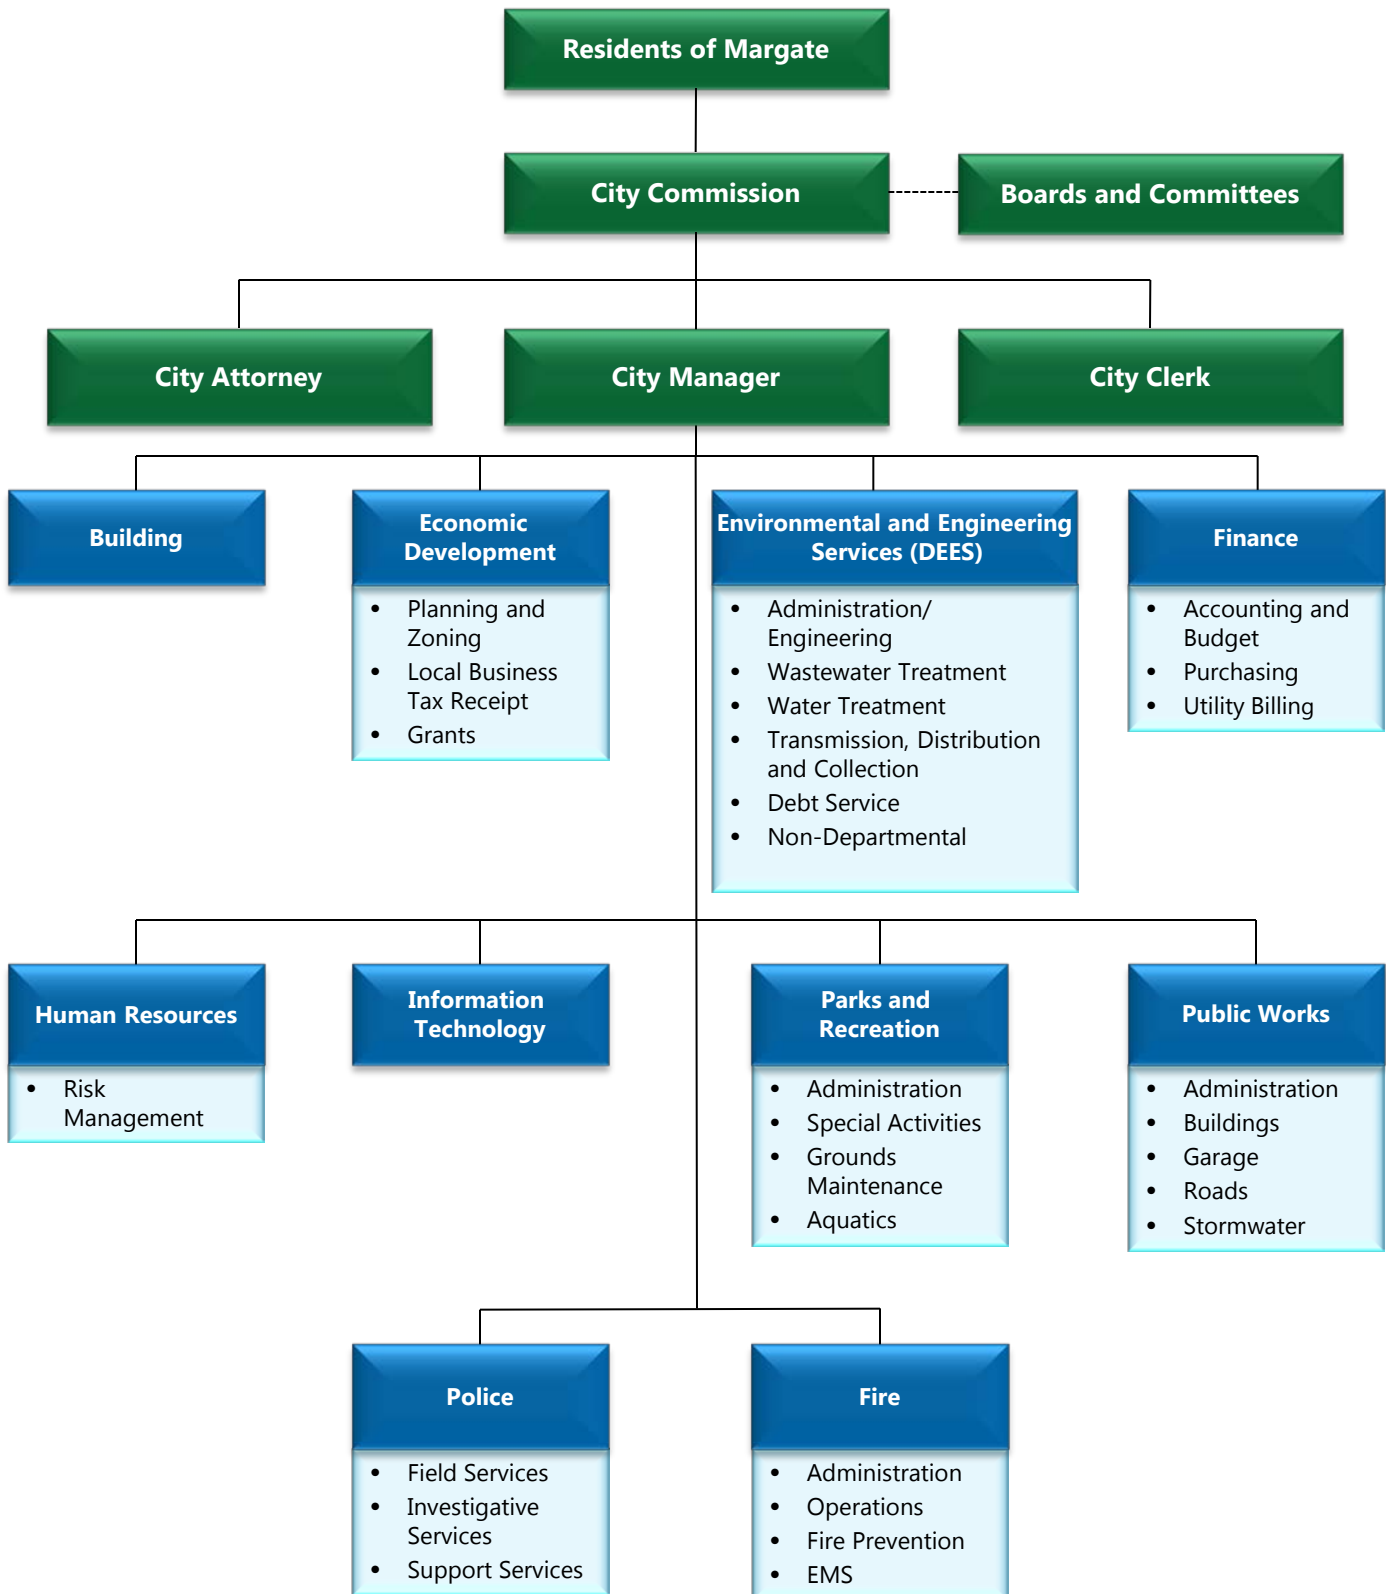 Residents of Margate
City Commission
Boards and Committees
City Attorney
City Manager
City Clerk
Building
Economic
Development
• Planning and
Zoning
• Local Business
Tax Receipt
• Grants
Environmental and Engineering
Services (DEES)
• Administration/
Engineering
• Wastewater Treatment
• Water Treatment
• Transmission, Distribution
and Collection
• Debt Service
• Non-Departmental
Finance
• Accounting and
Budget
• Purchasing
• Utility Billing
Human Resources
• Risk
Management
Information
Technology
Parks and
Recreation
• Administration
• Special Activities
• Grounds
Maintenance
• Aquatics
Public Works
• Administration
• Buildings
• Garage
• Roads
• Stormwater
Police
• Field Services
• Investigative
Services
• Support Services
Fire
• Administration
• Operations
• Fire Prevention
• EMS